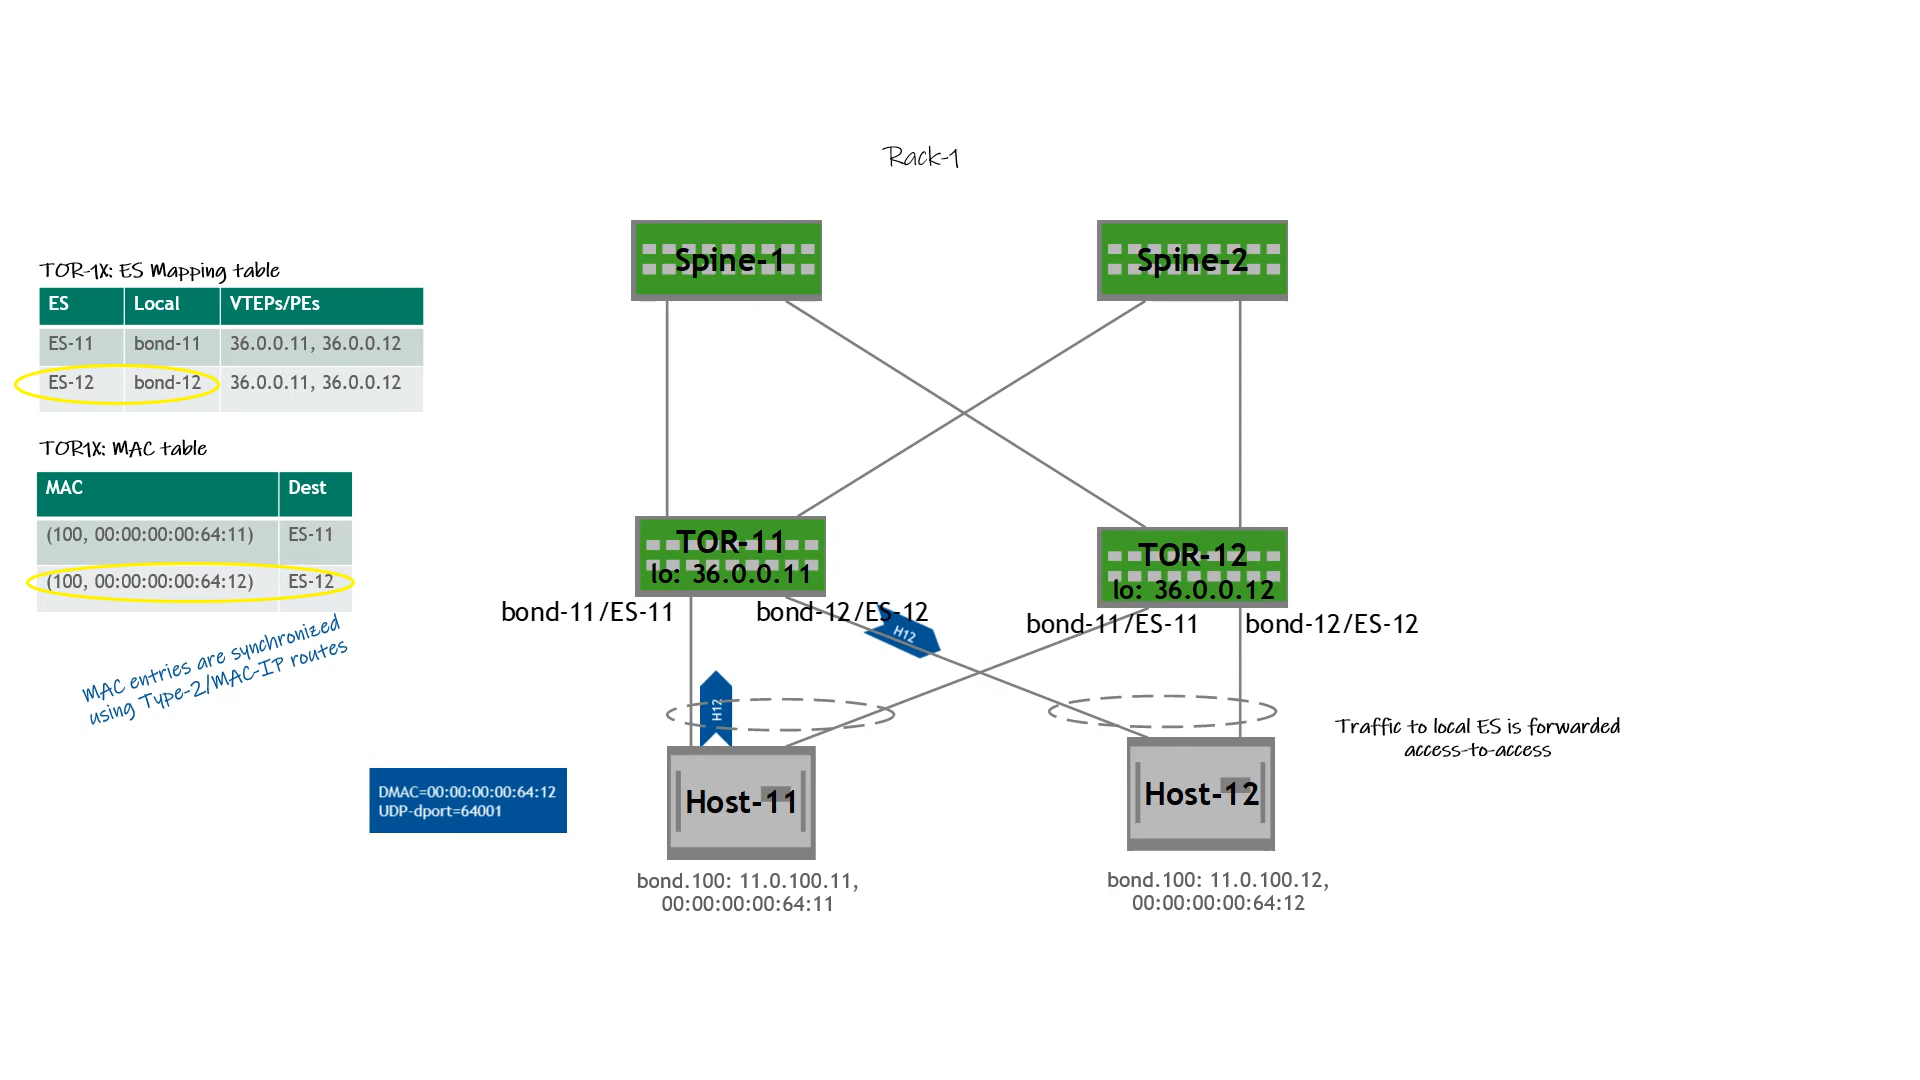 Rack-1
Spine-1
Spine-2
TOR-1X: ES Mapping table
ES Local VTEPs/PEs
ES-11 bond-11 36.0.0.11, 36.0.0.12
ES-12 bond-12 36.0.0.11, 36.0.0.12
TOR1X: MAC table
MAC Dest
(100, 00:00:00:00:64:11) ES-11
(100, 00:00:00:00:64:12) ES-12
MAC entries are synchronized
using Type-2/MAC-IP routes
TOR-11
lo: 36.0.0.11
TOR-12
lo: 36.0.0.12
bond-11/ES-11
bond-12/ES-12
bond-11/ES-11
bond-12/ES-12
H12
H12
Traffic to local ES is forwarded
access-to-access
DMAC=00:00:00:00:64:12
UDP-dport=64001
Host-11
Host-12
bond.100: 11.0.100.11,
00:00:00:00:64:11
bond.100: 11.0.100.12,
00:00:00:00:64:12